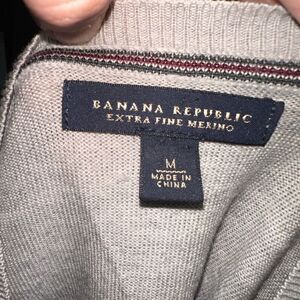 BANANA REPUBLIC
EXTRA FINE MERINO
M
MADE IN
CHINA